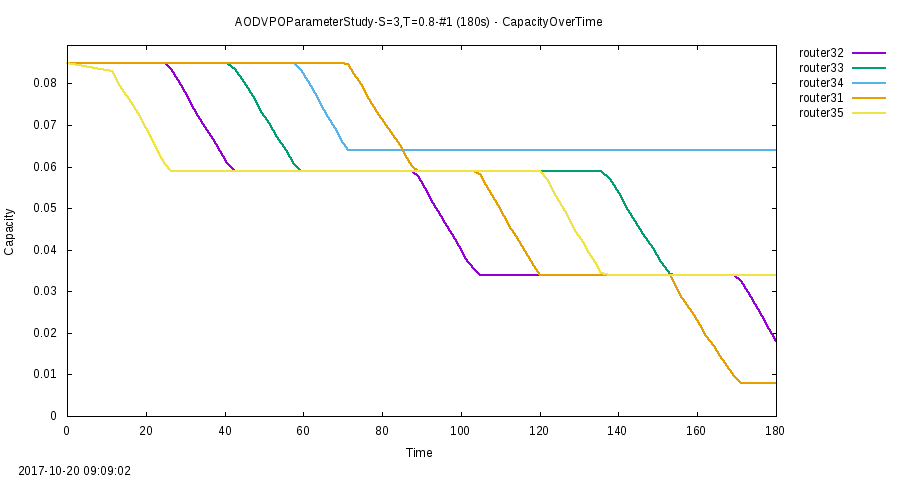 AODVPOParameterStudy-S=3,T=0.8-#1 (180s) - CapacityOverTime
router32
router33
router34
router31
router35
Capacity
0.08
0.07
0.06
0.05
0.04
0.03
0.02
0.01
0
0 20 40 60 80 100 120 140 160 180
Time
2017-10-20 09:09:02